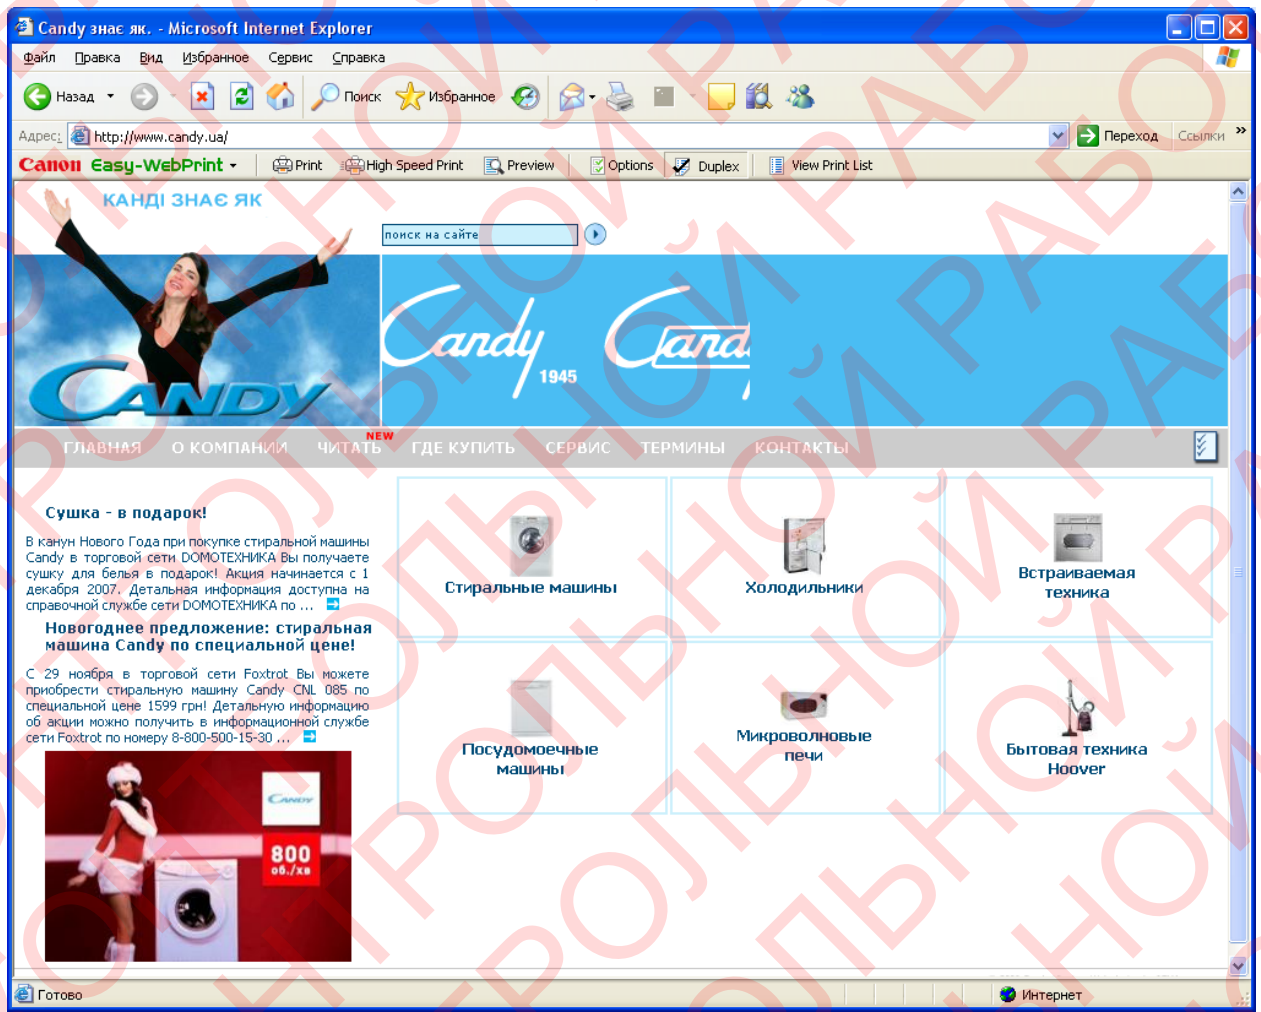 Candy знає як. - Microsoft Internet Explorer
Файл Правка Вид Избранное Сервис Справка
Назад Поиск Избранное
Адрес: http://www.candy.ua/ Переход Ссылки »
Canon Easy-WebPrint Print High Speed Print Preview Options Duplex View Print List
КАНДІ ЗНАЄ ЯК
поиск на сайте
CANDY
Candy 1945
NEW
ГЛАВНАЯ О КОМПАНИИ ЧИТАТЬ ГДЕ КУПИТЬ СЕРВИС ТЕРМИНЫ КОНТАКТЫ
Сушка - в подарок!
В канун Нового Года при покупке стиральной машины
Candy в торговой сети DOMOТЕХНИКА Вы получаете
сушку для белья в подарок! Акция начинается с 1
декабря 2007. Детальная информация доступна на
справочной службе сети DOMOТЕХНИКА по ...
Новогоднее предложение: стиральная
машина Candy по специальной цене!
С 29 ноября в торговой сети Foxtrot Вы можете
приобрести стиральную машину Candy CNL 085 по
специальной цене 1599 грн! Детальную информацию
об акции можно получить в информационной службе
сети Foxtrot по номеру 8-800-500-15-30 ...
CANDY
800
об./хв
Стиральные машины
Холодильники
Встраиваемая
техника
Посудомоечные
машины
Микроволновые
печи
Бытовая техника
Hoover
Готово Интернет
КОНТРОЛЬНОЙ РАБО